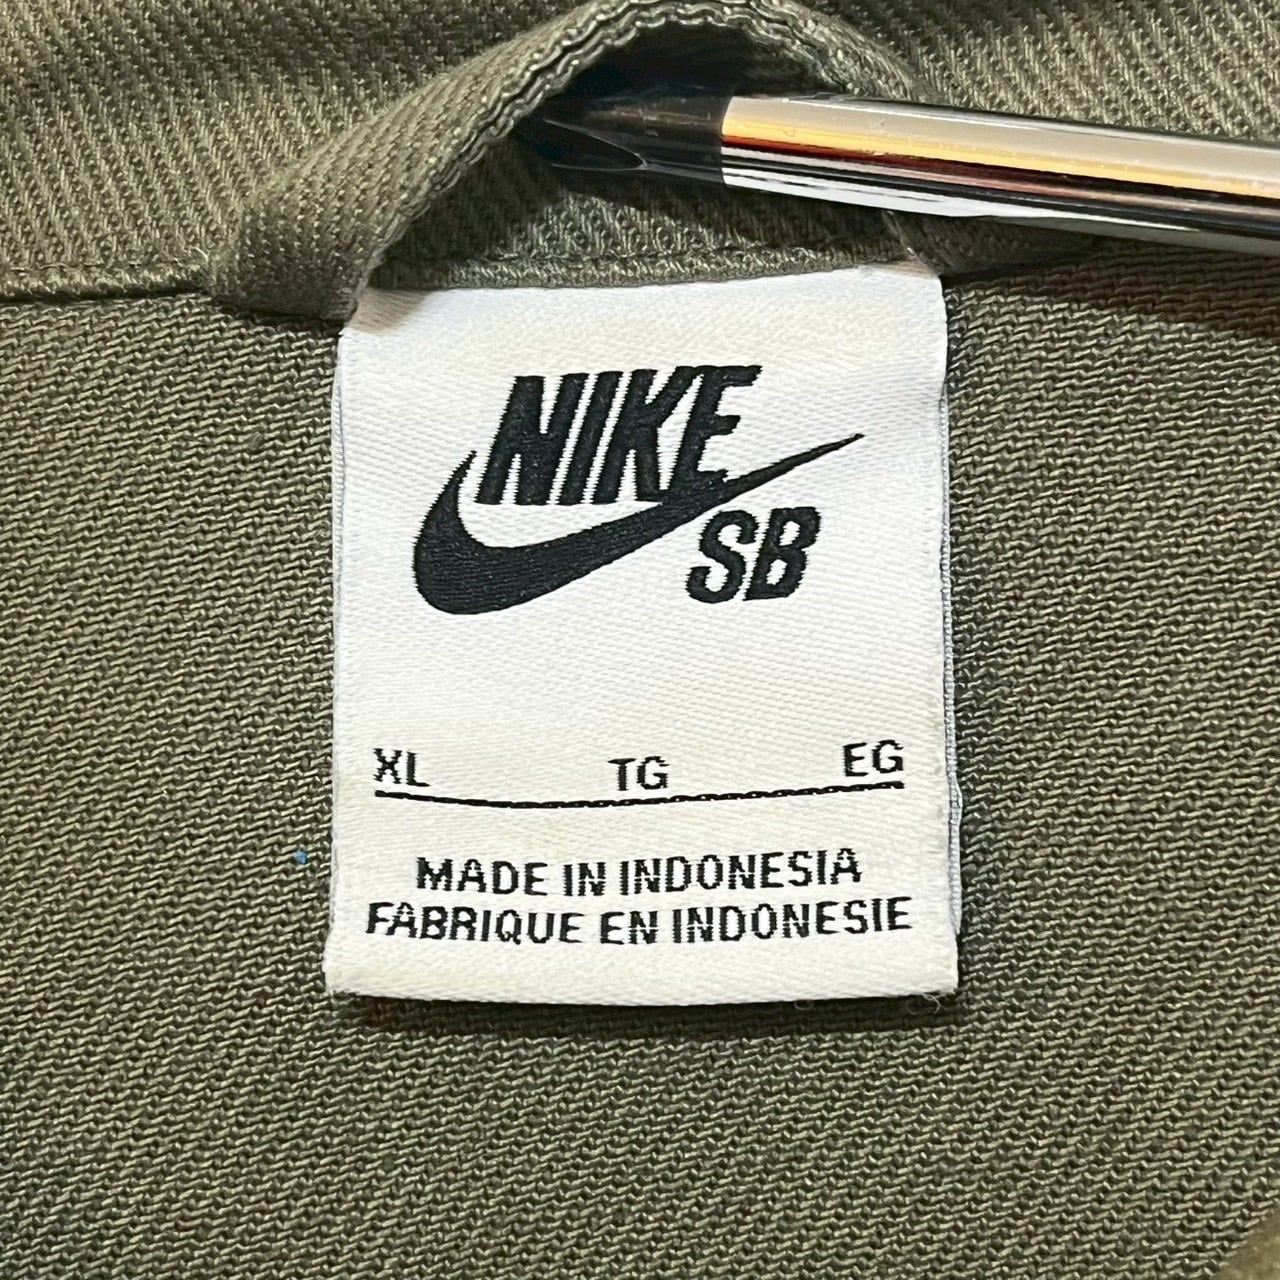 NIKE
SB
XL TG EG
MADE IN INDONESIA
FABRIQUE EN INDONESIE